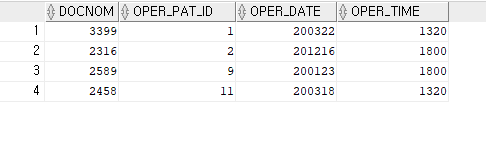 DOCNOM OPER_PAT_ID OPER_DATE OPER_TIME
1 3399 1 200322 1320
2 2316 2 201216 1800
3 2589 9 200123 1800
4 2458 11 200318 1320